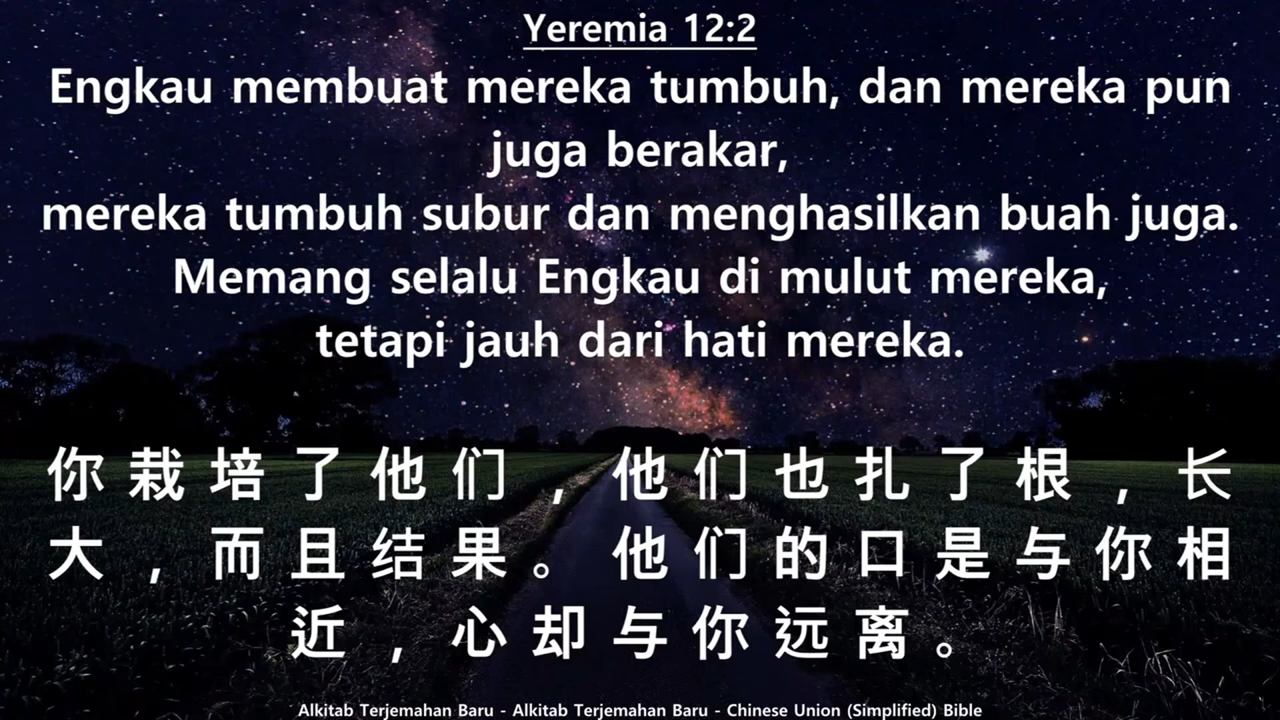 Yeremia 12:2
Engkau membuat mereka tumbuh, dan mereka pun
juga berakar,
mereka tumbuh subur dan menghasilkan buah juga.
Memang selalu Engkau di mulut mereka,
tetapi jauh dari hati mereka.
你栽培了他们，他们也扎了根，长
大，而且结果。他们的口是与你相
近，心却与你远离。
Alkitab Terjemahan Baru - Alkitab Terjemahan Baru - Chinese Union (Simplified) Bible